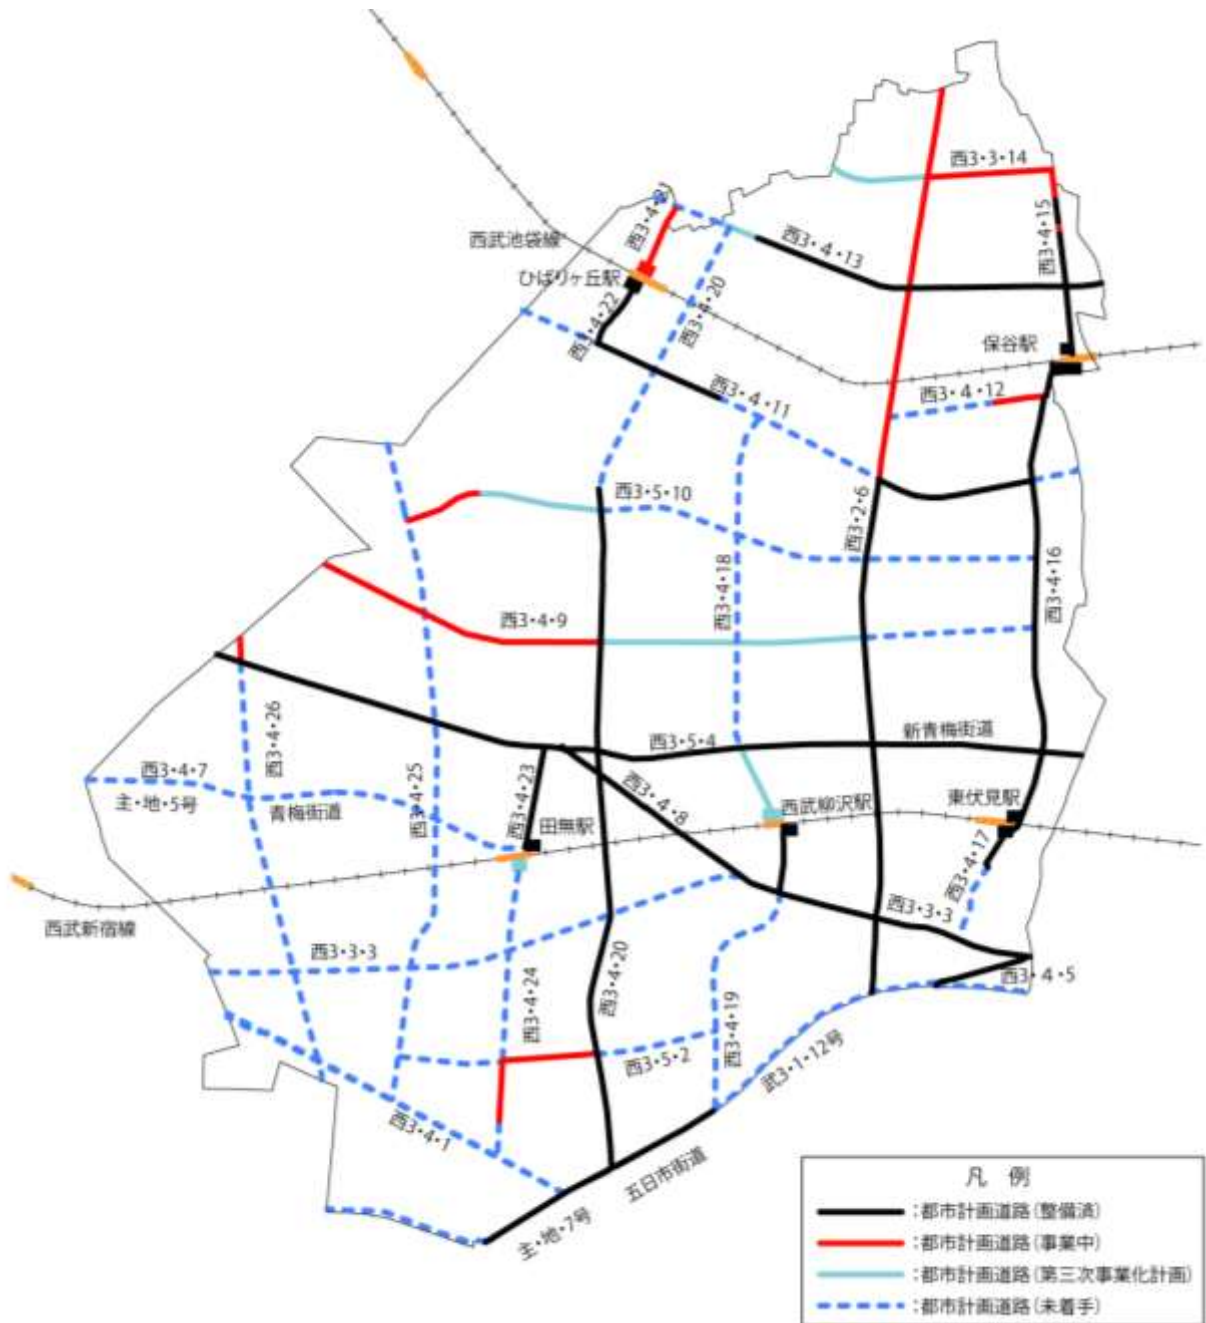 西3・3・14
西3・4・15
西3・4・21
西武池袋線
西3・4・13
ひばりヶ丘駅
西3・4・20
西3・4・22
保谷駅
西3・4・11
西3・4・12
西3・5・10
西3・2・6
西3・4・18
西3・4・16
西3・4・9
西3・4・26
新青梅街道
西3・5・4
西3・4・7
主・地・5号
青梅街道
西3・4・25
西3・4・23
西3・4・8
田無駅
西武柳沢駅
東伏見駅
西3・4・17
西武新宿線
西3・3・3
西3・3・3
西3・4・5
西3・4・24
西3・4・20
西3・4・19
西3・5・2
武3・1・12号
西3・4・1
五日市街道
主・地・7号
凡 例
：都市計画道路（整備済）
：都市計画道路（事業中）
：都市計画道路（第三次事業化計画）
：都市計画道路（未着手）